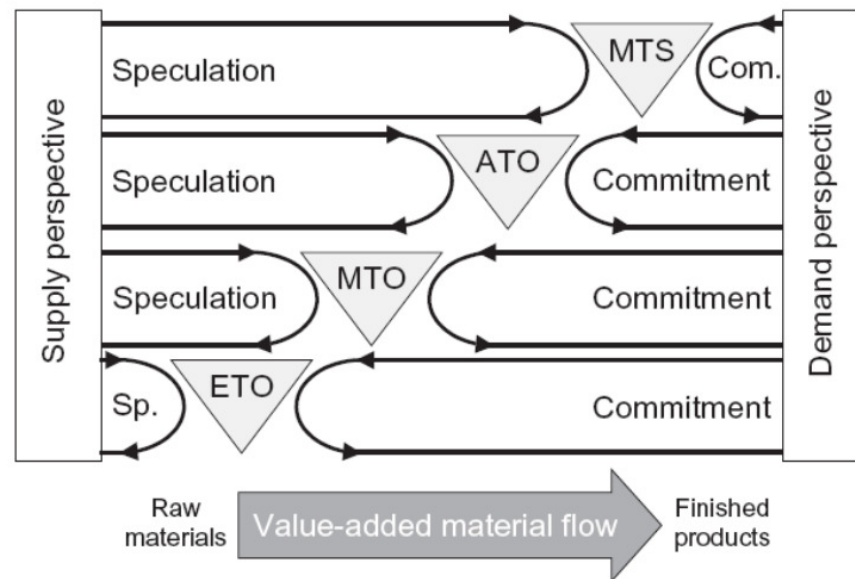 Supply perspective
Speculation
MTS
Com.
Speculation
ATO
Commitment
Speculation
MTO
Commitment
Sp.
ETO
Commitment
Demand perspective
Raw
materials
Value-added material flow
Finished
products